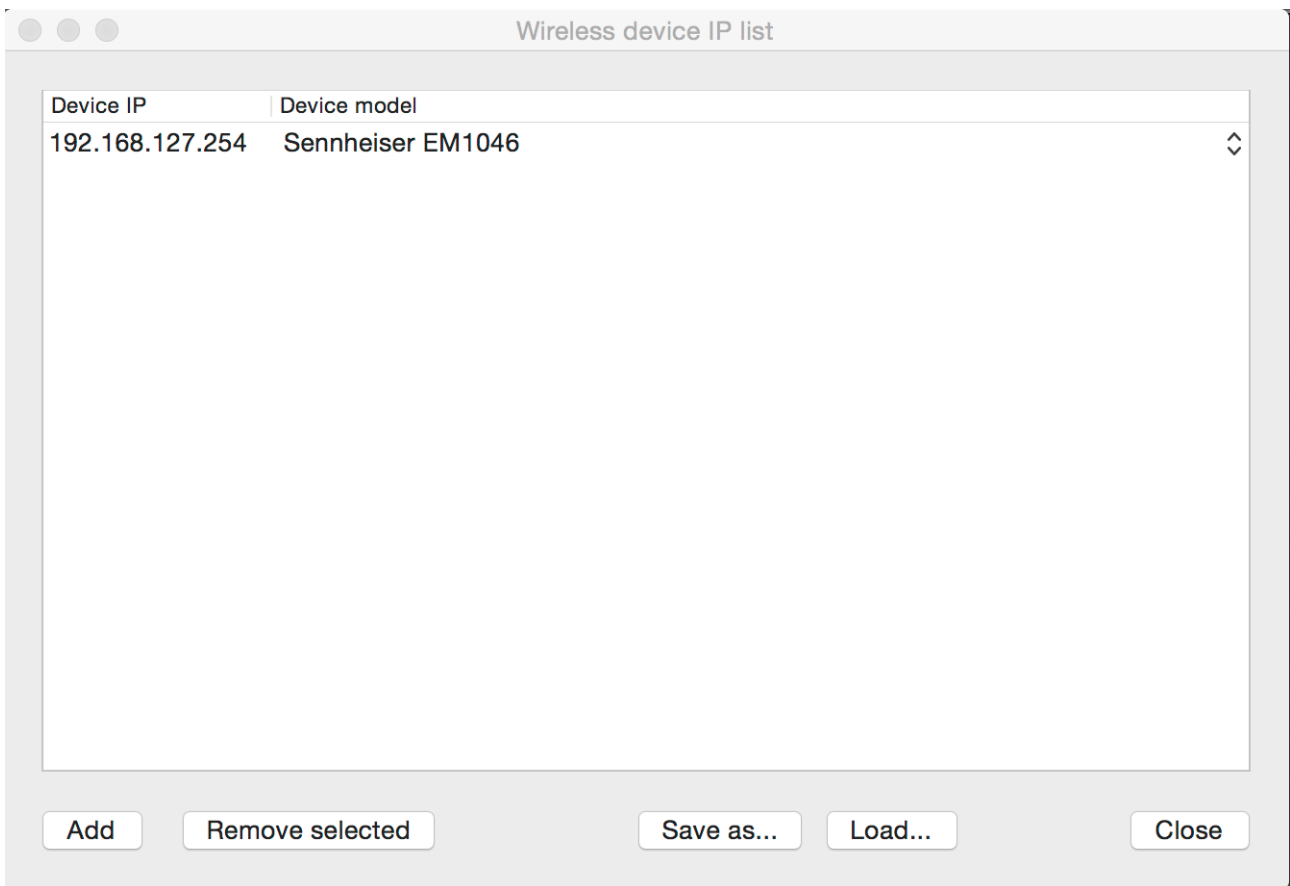 Wireless device IP list
Device IP Device model
192.168.127.254 Sennheiser EM1046
Add Remove selected Save as... Load... Close